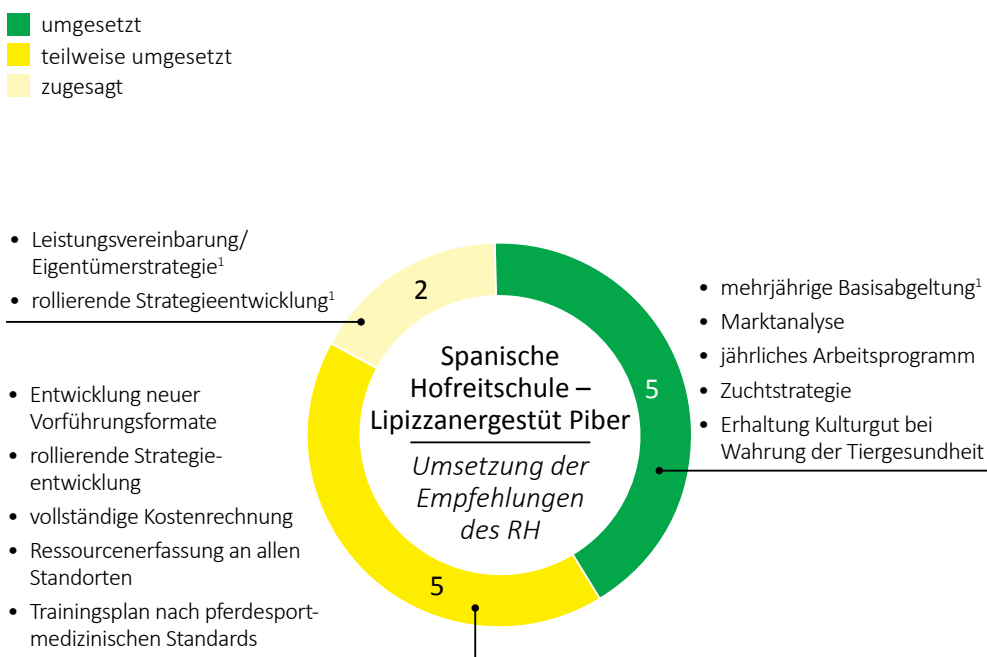 umgesetzt
teilweise umgesetzt
zugesagt
• Leistungsvereinbarung/
Eigentümerstrategie¹
• rollierende Strategieentwicklung¹
2
• Entwicklung neuer
Vorführungsformate
• rollierende Strategie-
entwicklung
• vollständige Kostenrechnung
• Ressourcenerfassung an allen
Standorten
• Trainingsplan nach pferdesport-
medizinischen Standards
5
Spanische
Hofreitschule –
Lipizzanergestüt Piber
Umsetzung der
Empfehlungen
des RH
5
• mehrjährige Basisabgeltung¹
• Marktanalyse
• jährliches Arbeitsprogramm
• Zuchtstrategie
• Erhaltung Kulturgut bei
Wahrung der Tiergesundheit